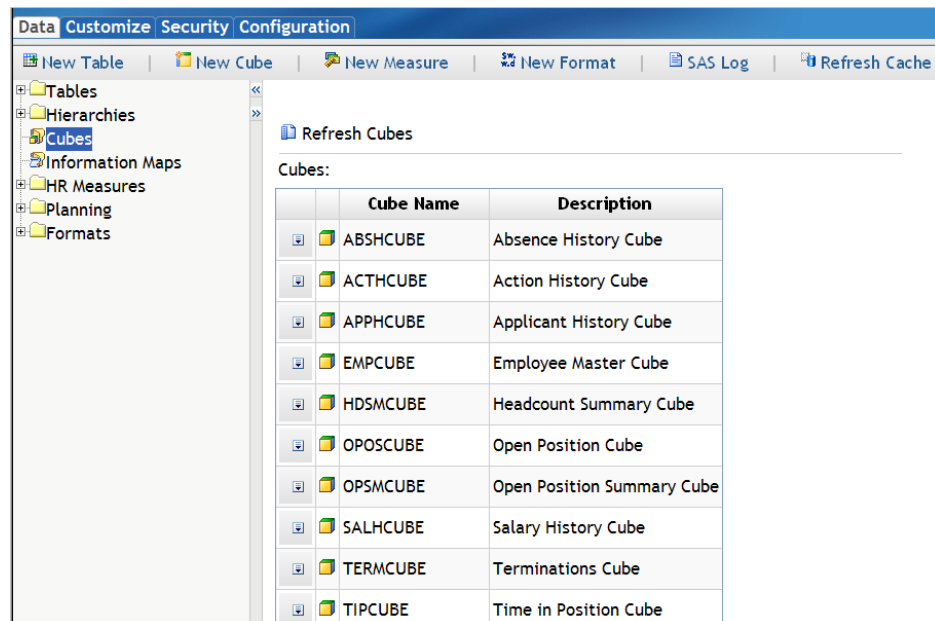 Data Customize Security Configuration
New Table | New Cube | New Measure | New Format | SAS Log | Refresh Cache
Tables
Hierarchies
Cubes
Information Maps
HR Measures
Planning
Formats
Refresh Cubes
Cubes:
Cube Name Description
ABSHCUBE Absence History Cube
ACTHCUBE Action History Cube
APPHCUBE Applicant History Cube
EMPCUBE Employee Master Cube
HDSMCUBE Headcount Summary Cube
OPOSCUBE Open Position Cube
OPSMCUBE Open Position Summary Cube
SALHCUBE Salary History Cube
TERMCUBE Terminations Cube
TIPCUBE Time in Position Cube